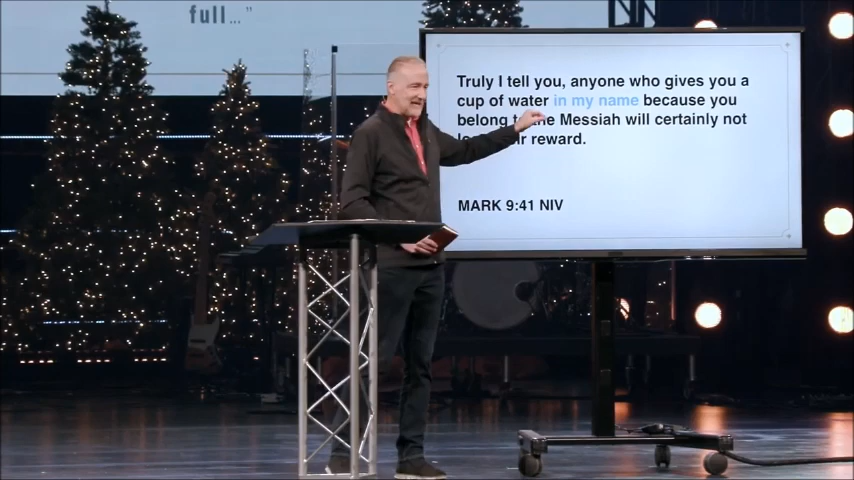 full..."
Truly I tell you, anyone who gives you a
cup of water in my name because you
belong the Messiah will certainly not
reward.
MARK 9:41 NIV